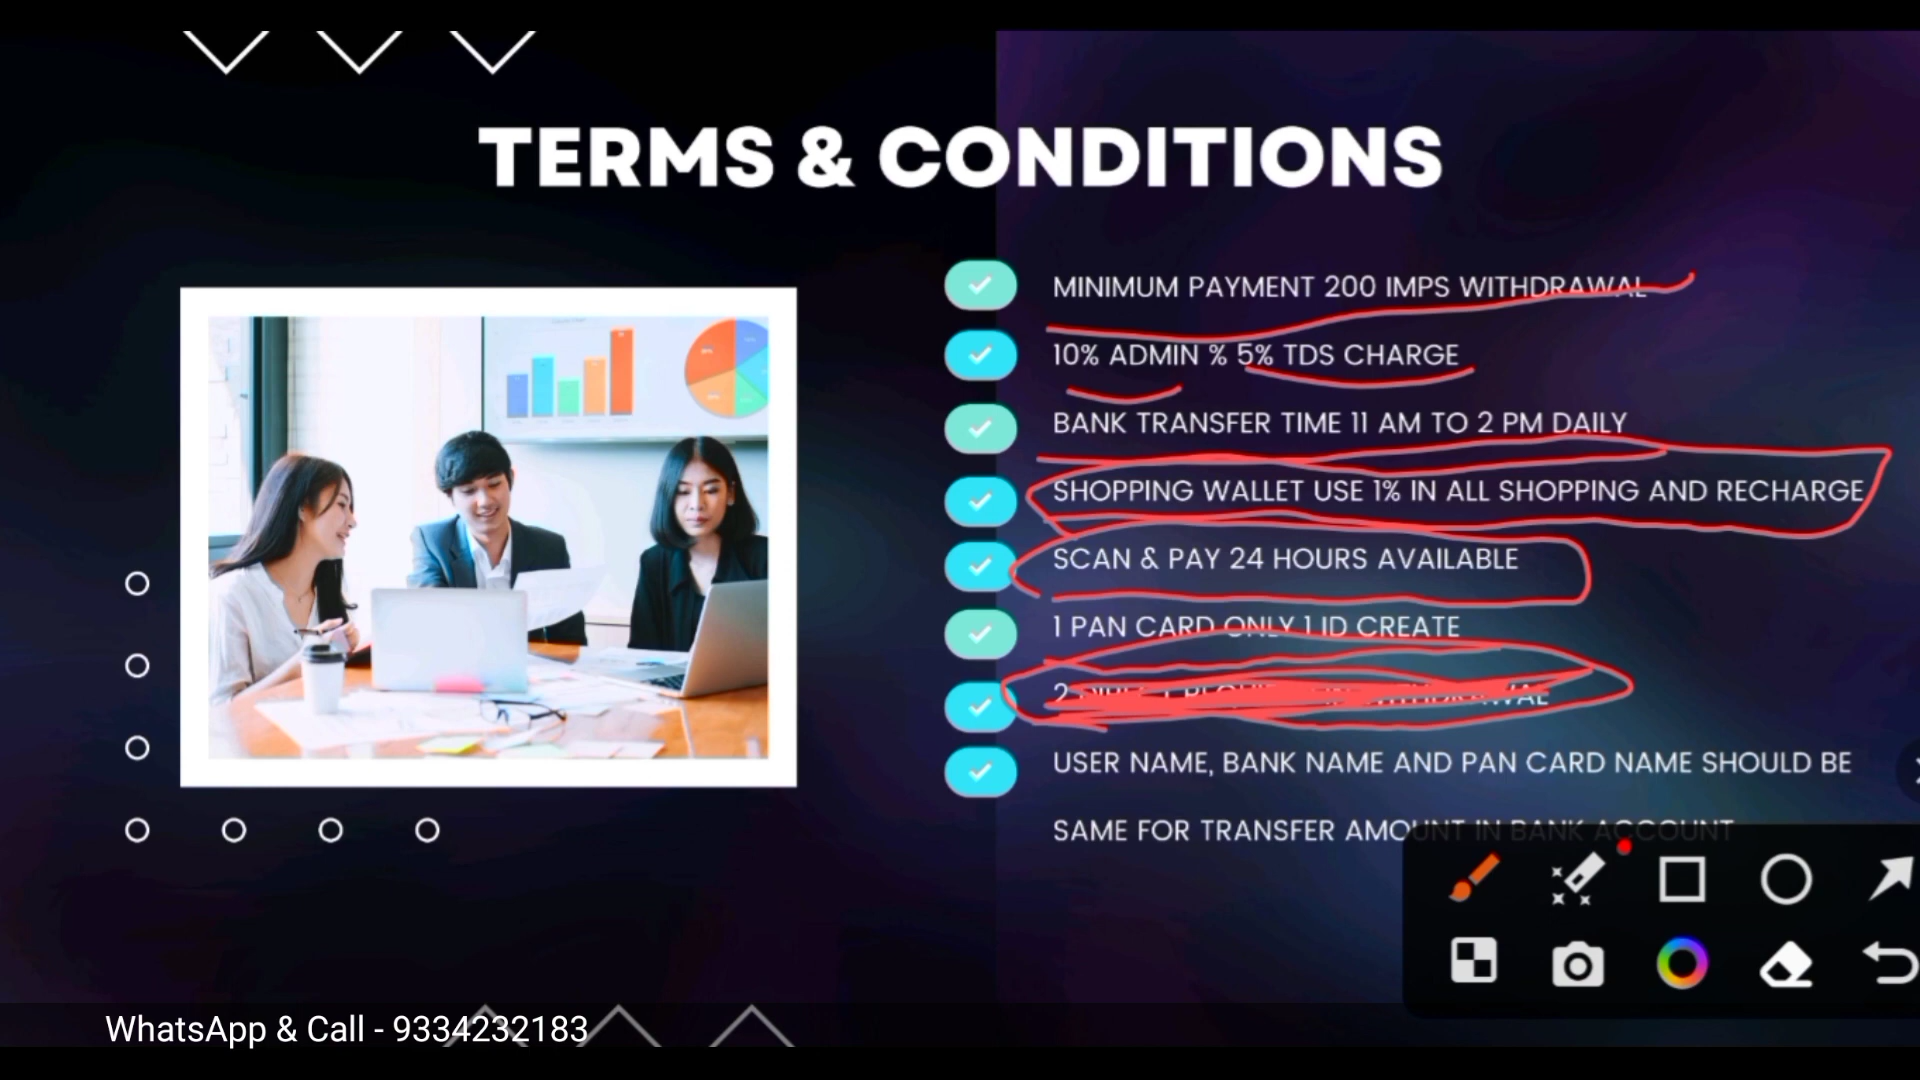 TERMS & CONDITIONS
MINIMUM PAYMENT 200 IMPS WITHDRAWAL
10% ADMIN % 5% TDS CHARGE
BANK TRANSFER TIME 11 AM TO 2 PM DAILY
SHOPPING WALLET USE 1% IN ALL SHOPPING AND RECHARGE
SCAN & PAY 24 HOURS AVAILABLE
1 PAN CARD ONLY 1 ID CREATE
2
USER NAME, BANK NAME AND PAN CARD NAME SHOULD BE
SAME FOR TRANSFER AMOUNT IN BANK ACCOUNT
WhatsApp & Call - 9334232183